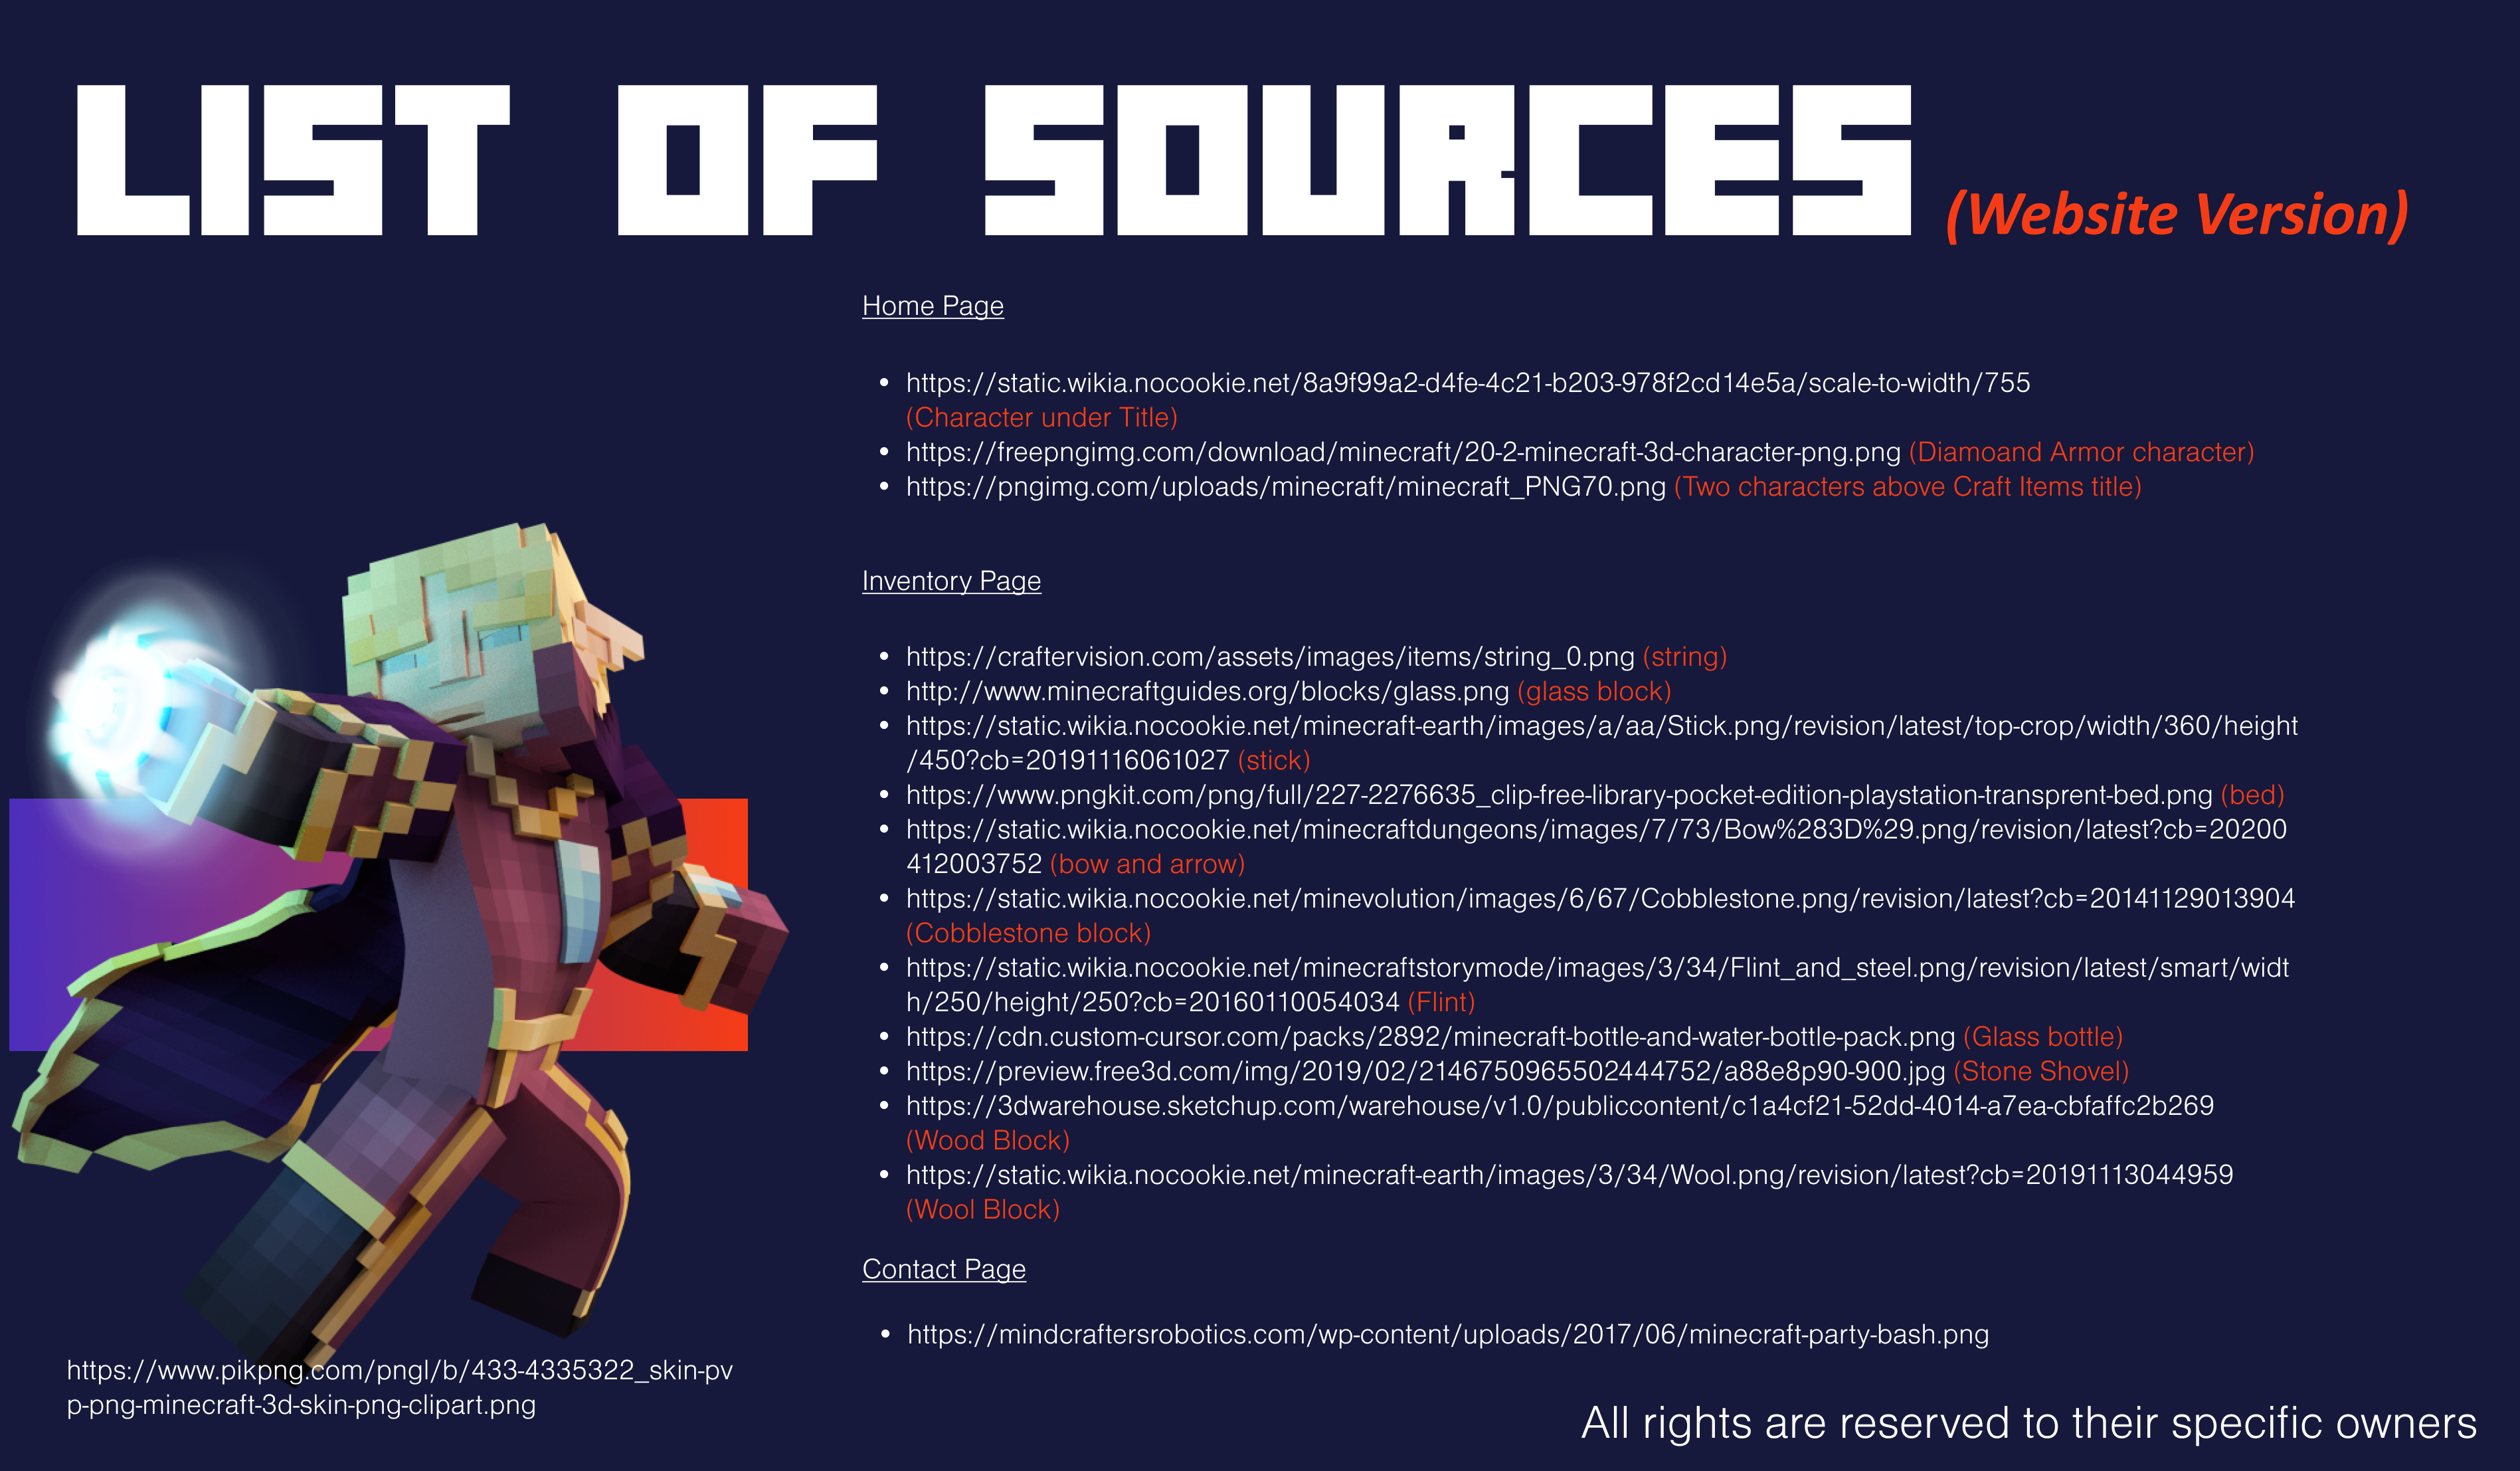 LIST OF SOURCES (Website Version)
Home Page
• https://static.wikia.nocookie.net/8a9f99a2-d4fe-4c21-b203-978f2cd14e5a/scale-to-width/755
(Character under Title)
• https://freepngimg.com/download/minecraft/20-2-minecraft-3d-character-png.png (Diamoand Armor character)
• https://pngimg.com/uploads/minecraft/minecraft_PNG70.png (Two characters above Craft Items title)
Inventory Page
• https://craftervision.com/assets/images/items/string_0.png (string)
• http://www.minecraftguides.org/blocks/glass.png (glass block)
• https://static.wikia.nocookie.net/minecraft-earth/images/a/aa/Stick.png/revision/latest/top-crop/width/360/height
/450?cb=20191116061027 (stick)
• https://www.pngkit.com/png/full/227-2276635_clip-free-library-pocket-edition-playstation-transprent-bed.png (bed)
• https://static.wikia.nocookie.net/minecraftdungeons/images/7/73/Bow%283D%29.png/revision/latest?cb=20200
412003752 (bow and arrow)
• https://static.wikia.nocookie.net/minevolution/images/6/67/Cobblestone.png/revision/latest?cb=20141129013904
(Cobblestone block)
• https://static.wikia.nocookie.net/minecraftstorymode/images/3/34/Flint_and_steel.png/revision/latest/smart/widt
h/250/height/250?cb=20160110054034 (Flint)
• https://cdn.custom-cursor.com/packs/2892/minecraft-bottle-and-water-bottle-pack.png (Glass bottle)
• https://preview.free3d.com/img/2019/02/2146750965502444752/a88e8p90-900.jpg (Stone Shovel)
• https://3dwarehouse.sketchup.com/warehouse/v1.0/publiccontent/c1a4cf21-52dd-4014-a7ea-cbfaffc2b269
(Wood Block)
• https://static.wikia.nocookie.net/minecraft-earth/images/3/34/Wool.png/revision/latest?cb=20191113044959
(Wool Block)
Contact Page
• https://mindcraftersrobotics.com/wp-content/uploads/2017/06/minecraft-party-bash.png
https://www.pikpng.com/pngl/b/433-4335322_skin-pv
p-png-minecraft-3d-skin-png-clipart.png
All rights are reserved to their specific owners